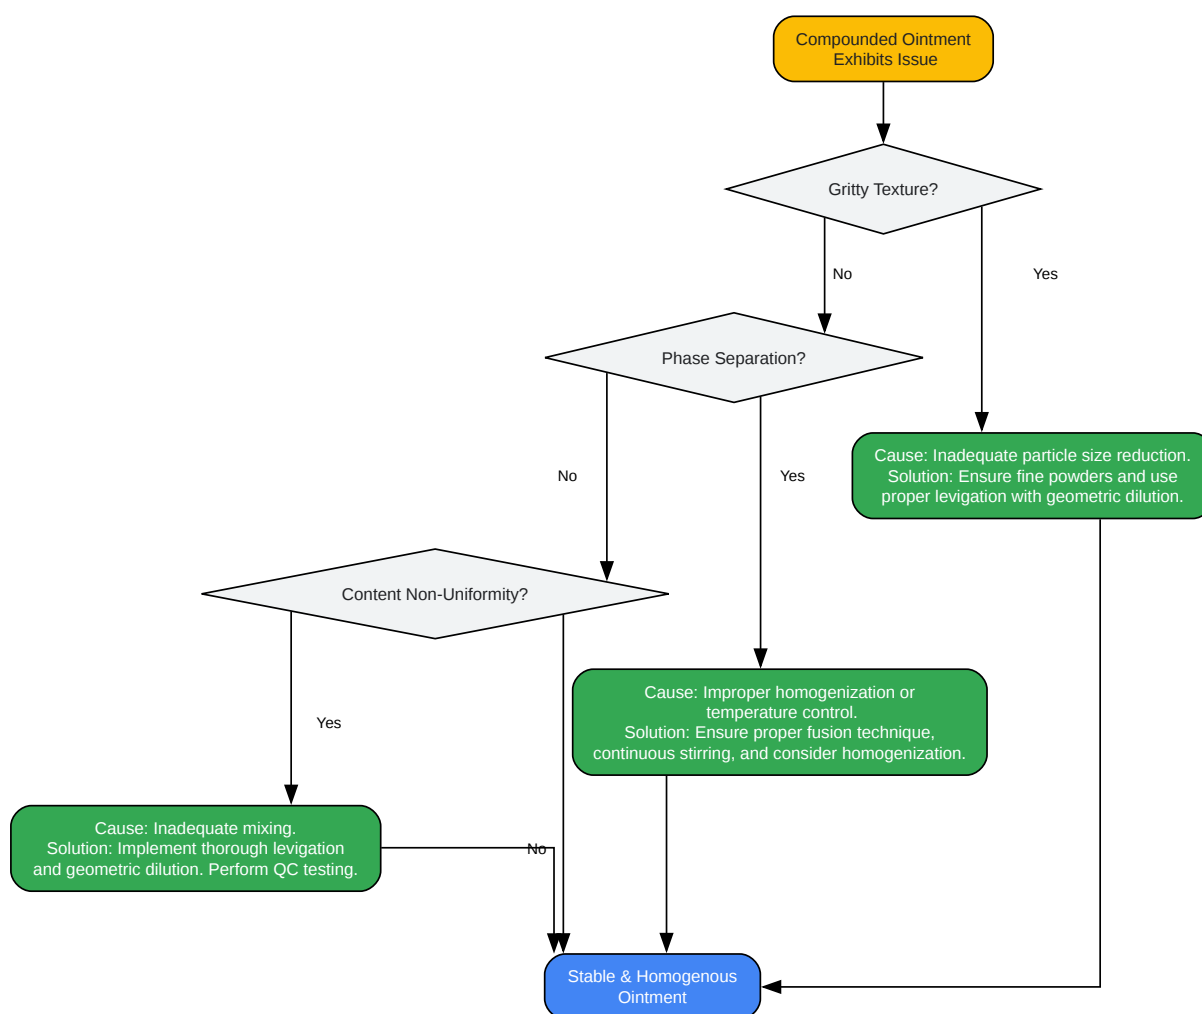 Compounded Ointment
Exhibits Issue
Gritty Texture?
No
Yes
Phase Separation?
Cause: Inadequate particle size reduction.
Solution: Ensure fine powders and use
proper levigation with geometric dilution.
No
Yes
Content Non-Uniformity?
Cause: Improper homogenization or
temperature control.
Solution: Ensure proper fusion technique,
continuous stirring, and consider homogenization.
Yes
Cause: Inadequate mixing.
Solution: Implement thorough levigation
and geometric dilution. Perform QC testing.
No
Stable & Homogenous
Ointment